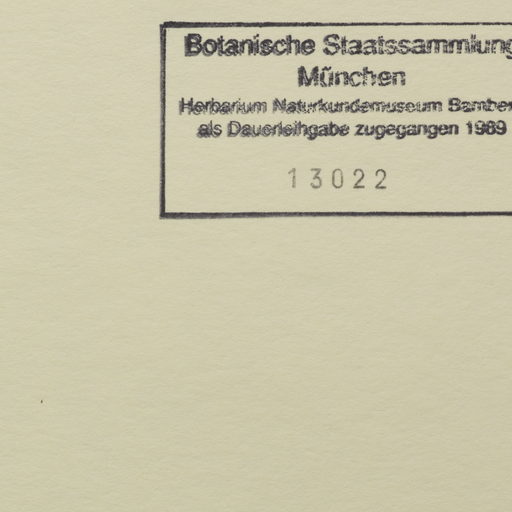 Botanische Staatssammlung
München
Herbarium Naturkundemuseum Bamber
als Dauerleihgabe zugegangen 1989
13022